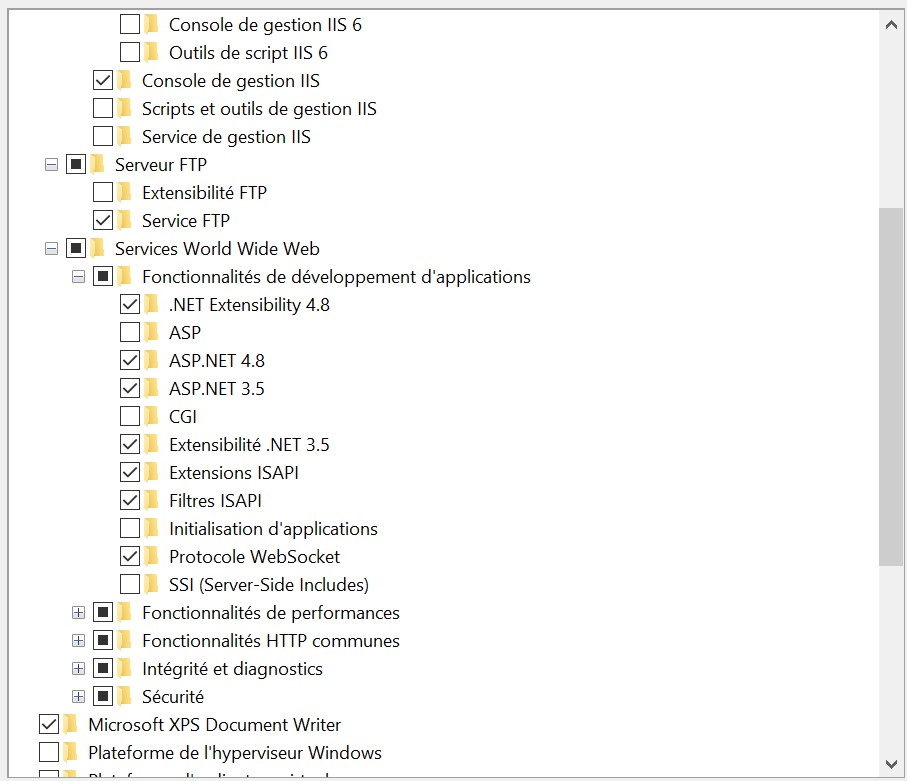 Console de gestion IIS 6
Outils de script IIS 6
Console de gestion IIS
Scripts et outils de gestion IIS
Service de gestion IIS
Serveur FTP
Extensibilité FTP
Service FTP
Services World Wide Web
Fonctionnalités de développement d'applications
.NET Extensibility 4.8
ASP
ASP.NET 4.8
ASP.NET 3.5
CGI
Extensibilité .NET 3.5
Extensions ISAPI
Filtres ISAPI
Initialisation d'applications
Protocole WebSocket
SSI (Server-Side Includes)
Fonctionnalités de performances
Fonctionnalités HTTP communes
Intégrité et diagnostics
Sécurité
Microsoft XPS Document Writer
Plateforme de l'hyperviseur Windows